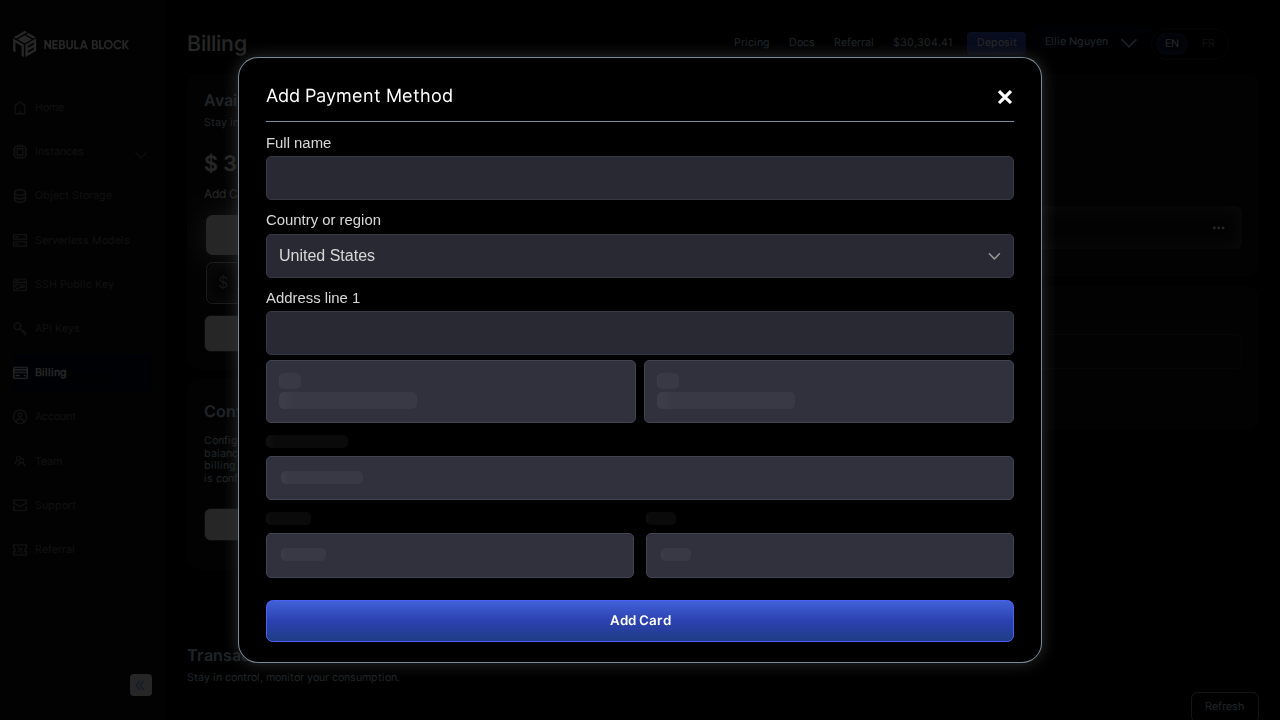 NEBULA BLOCK
Billing
Pricing
Docs
Referral
$30,304.41
Deposit
Ellie Nguyen
EN
FR
Home
Instances
Object Storage
Serverless Models
SSH Public Key
API Keys
Billing
Account
Team
Support
Referral
Stay in
$ 3
Add C
$
Add Payment Method
Full name
Country or region
United States
Address line 1
Add Card
Config
balanc
billing
is conf
Stay in control, monitor your consumption.
Refresh